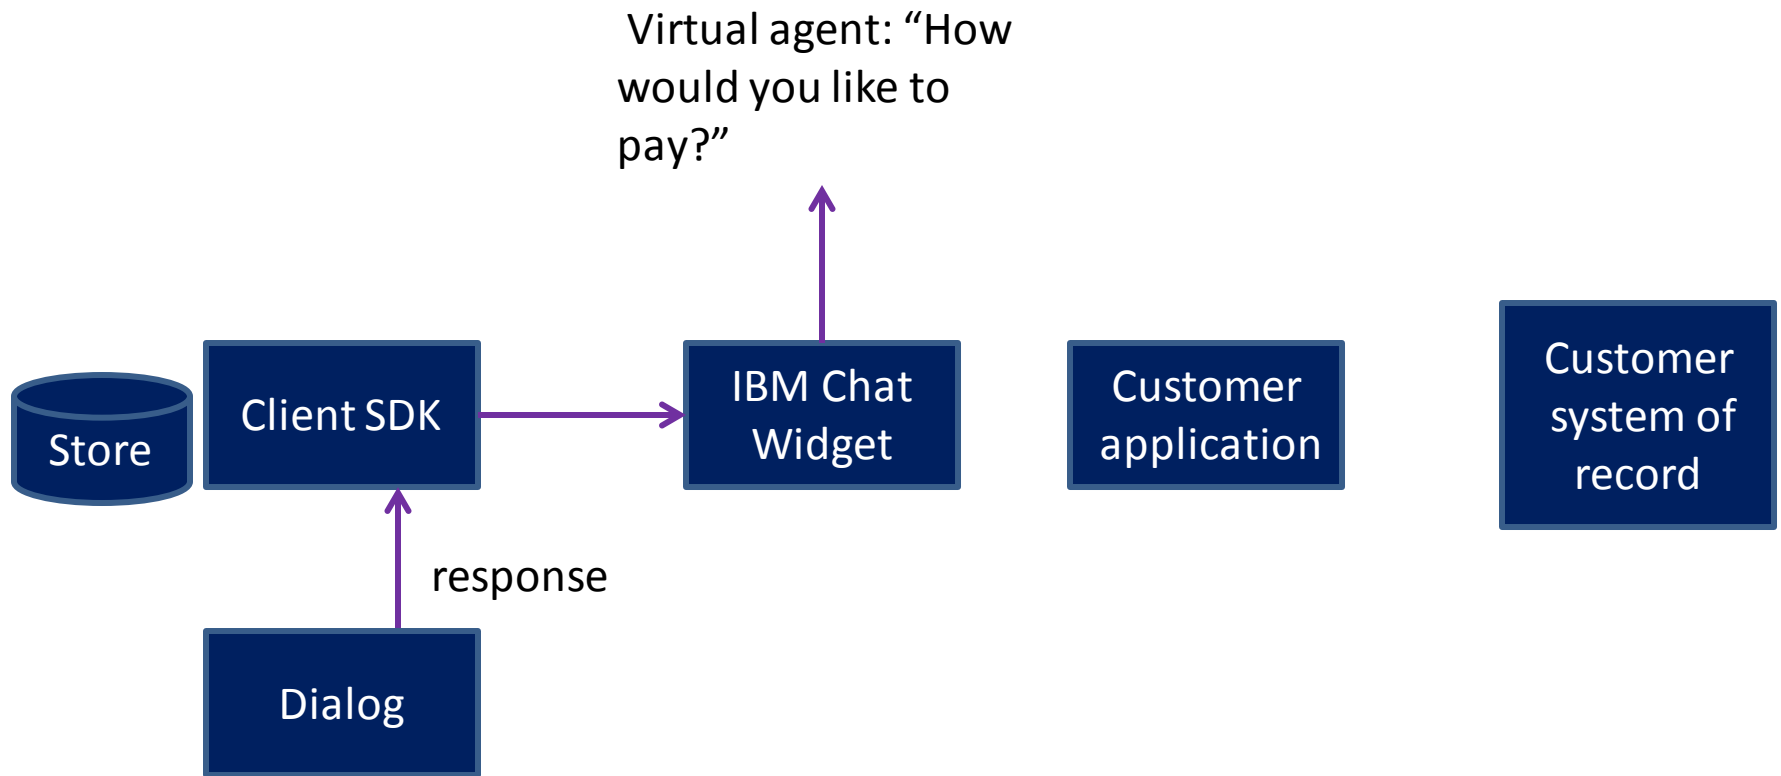 Virtual agent: “How
would you like to
pay?”
Store
Client SDK
IBM Chat
Widget
Customer
application
Customer
system of
record
response
Dialog